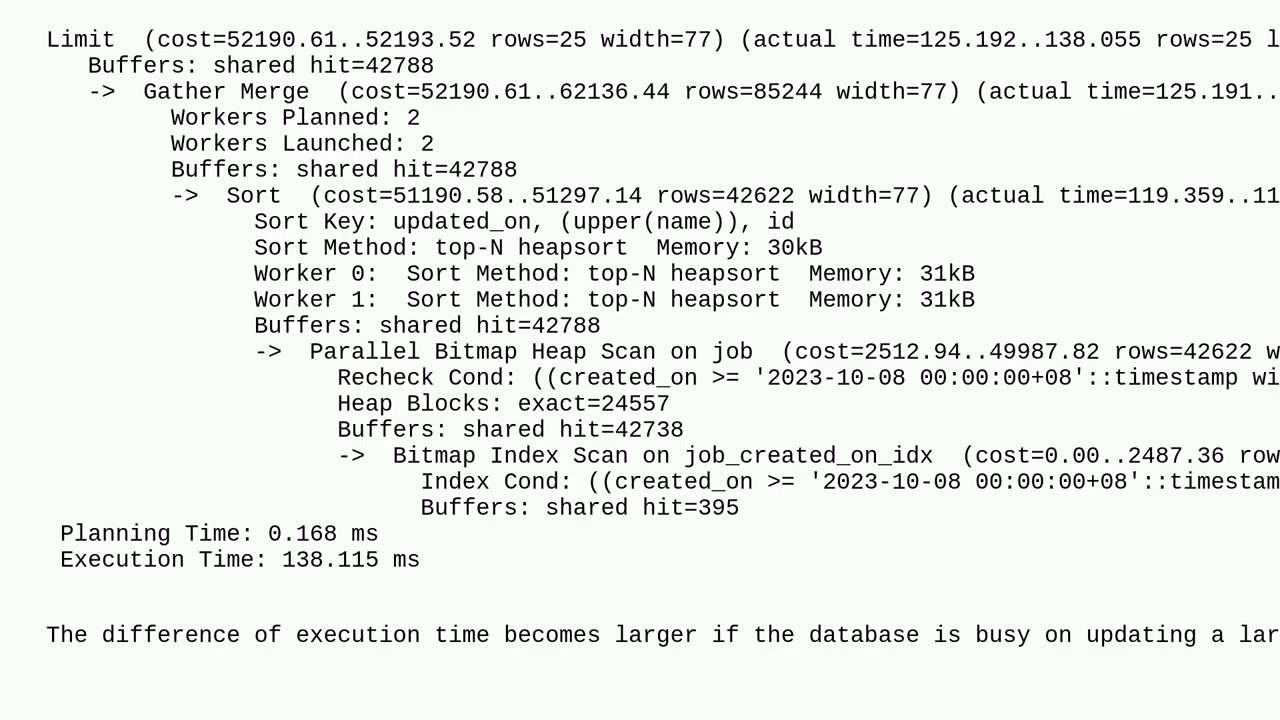 Limit  (cost=52190.61..52193.52 rows=25 width=77) (actual time=125.192..138.055 rows=25 l
   Buffers: shared hit=42788
   ->  Gather Merge  (cost=52190.61..62136.44 rows=85244 width=77) (actual time=125.191..
         Workers Planned: 2
         Workers Launched: 2
         Buffers: shared hit=42788
         ->  Sort  (cost=51190.58..51297.14 rows=42622 width=77) (actual time=119.359..11
               Sort Key: updated_on, (upper(name)), id
               Sort Method: top-N heapsort  Memory: 30kB
               Worker 0:  Sort Method: top-N heapsort  Memory: 31kB
               Worker 1:  Sort Method: top-N heapsort  Memory: 31kB
               Buffers: shared hit=42788
               ->  Parallel Bitmap Heap Scan on job  (cost=2512.94..49987.82 rows=42622 w
                     Recheck Cond: ((created_on >= '2023-10-08 00:00:00+08'::timestamp wi
                     Heap Blocks: exact=24557
                     Buffers: shared hit=42738
                     ->  Bitmap Index Scan on job_created_on_idx  (cost=0.00..2487.36 row
                           Index Cond: ((created_on >= '2023-10-08 00:00:00+08'::timestam
                           Buffers: shared hit=395
 Planning Time: 0.168 ms
 Execution Time: 138.115 ms
The difference of execution time becomes larger if the database is busy on updating a lar